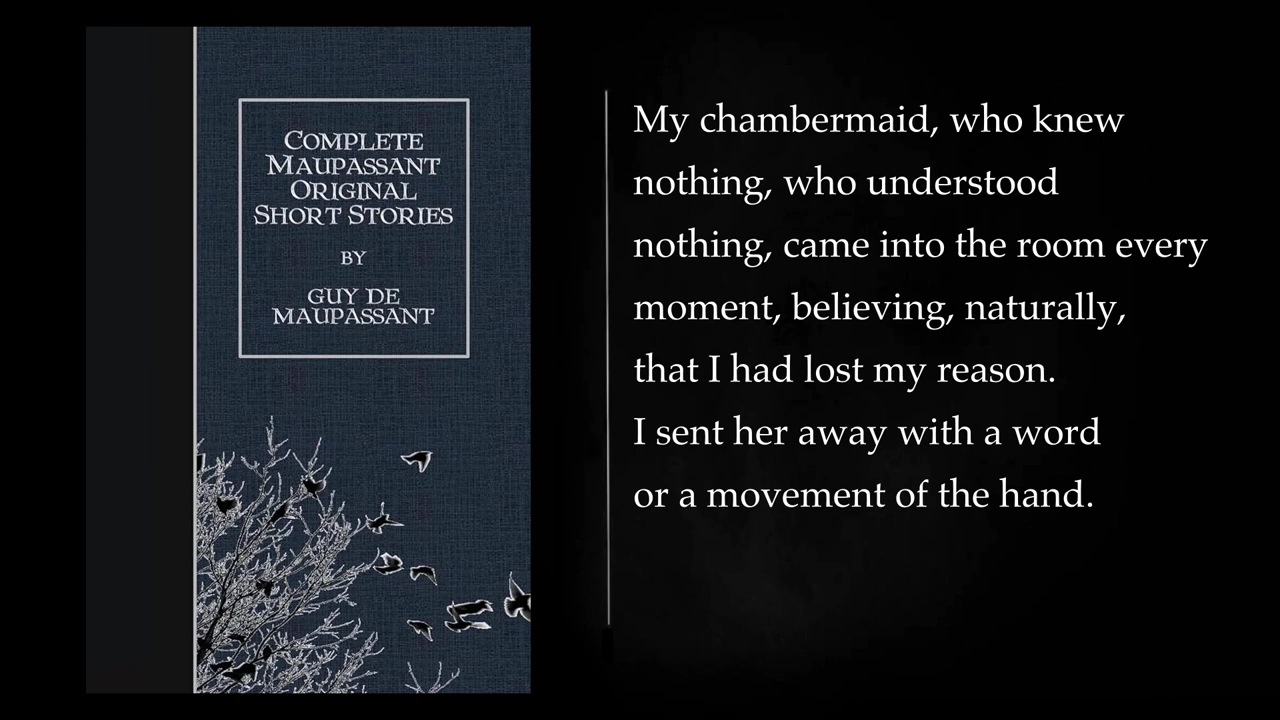 COMPLETE
MAUPASSANT
ORIGINAL
SHORT STORIES
BY
GUY DE
MAUPASSANT
My chambermaid, who knew
nothing, who understood
nothing, came into the room every
moment, believing, naturally,
that I had lost my reason.
I sent her away with a word
or a movement of the hand.